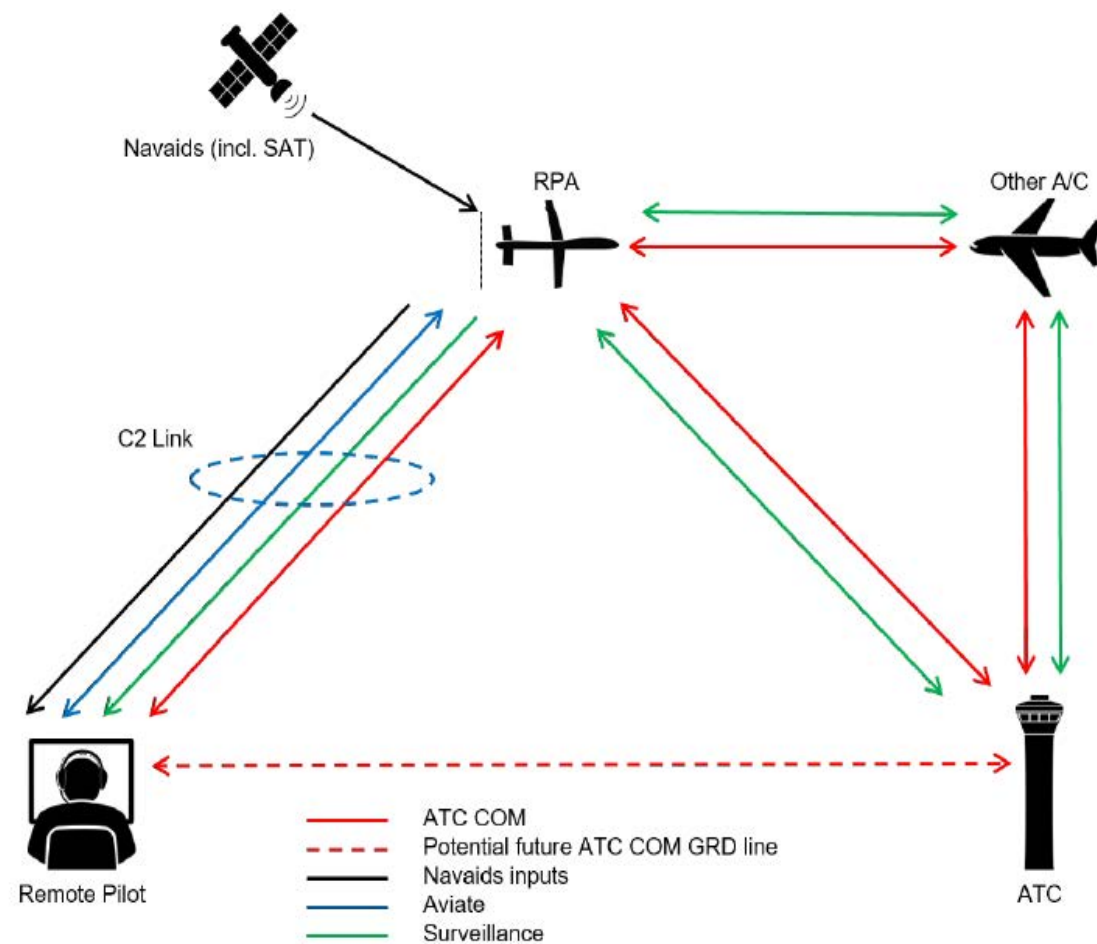 Navaids (incl. SAT)
RPA
Other A/C
C2 Link
Remote Pilot
ATC
ATC COM
Potential future ATC COM GRD line
Navaids inputs
Aviate
Surveillance